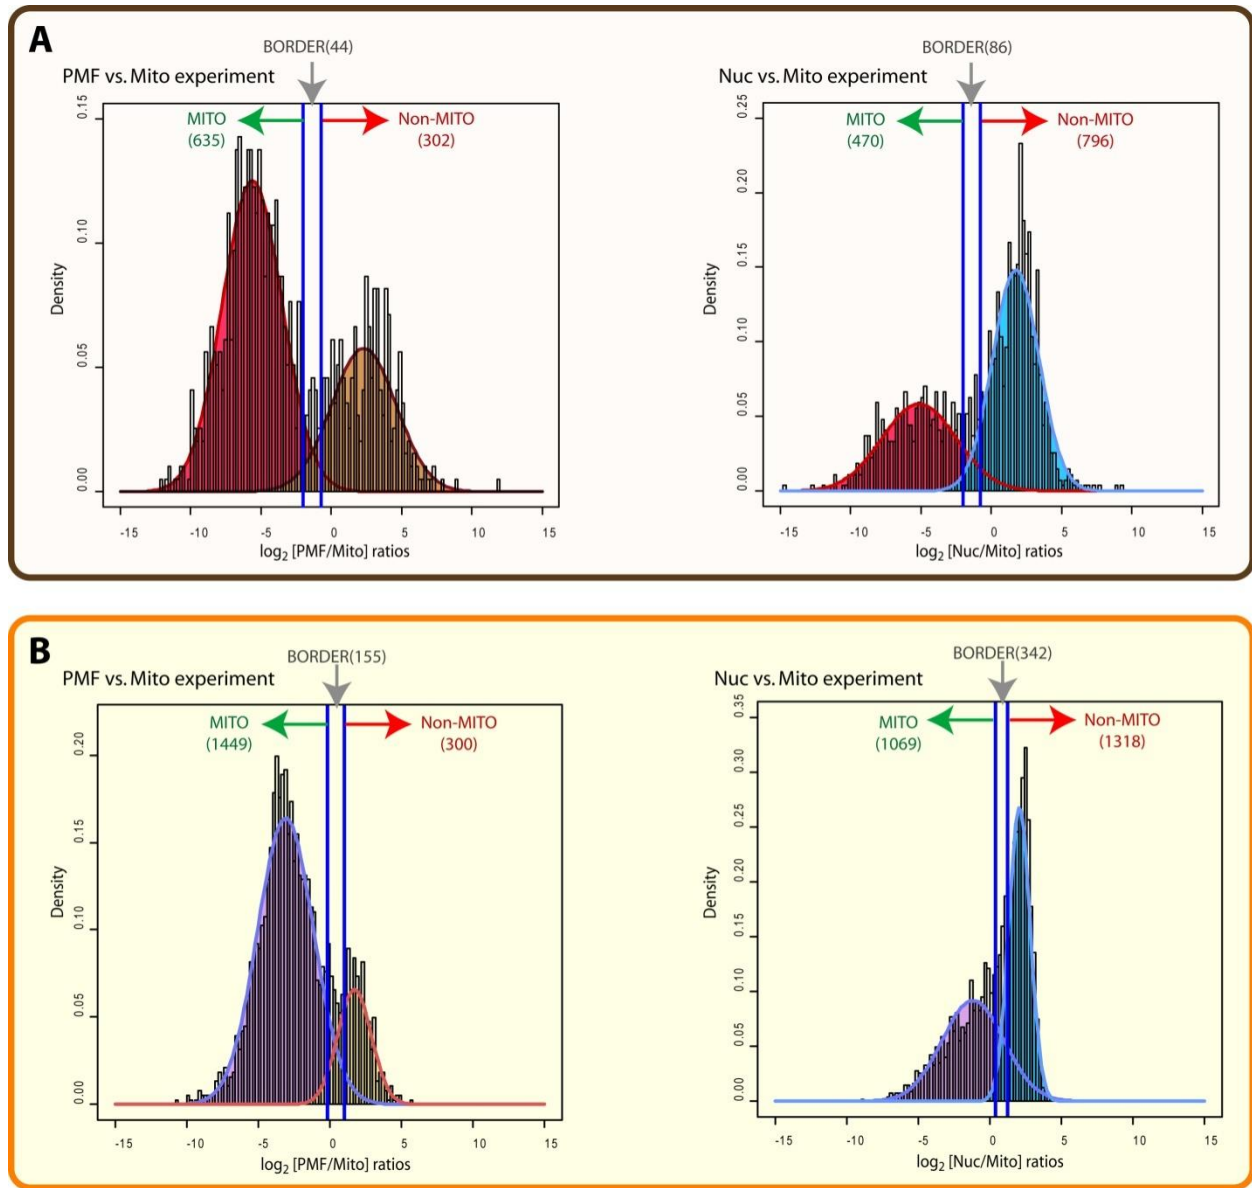 A
BORDER(44)
PMF vs. Mito experiment
MITO
(635)
Non-MITO
(302)
0.15
0.10
0.05
0.00
Density
-15 -10 -5 0 5 10 15
log2 [PMF/Mito] ratios
BORDER(86)
Nuc vs. Mito experiment
MITO
(470)
Non-MITO
(796)
0.25
0.20
0.15
0.10
0.05
0.00
Density
-15 -10 -5 0 5 10 15
log2 [Nuc/Mito] ratios
B
BORDER(155)
PMF vs. Mito experiment
MITO
(1449)
Non-MITO
(300)
0.20
0.15
0.10
0.05
0.00
Density
-15 -10 -5 0 5 10 15
log2 [PMF/Mito] ratios
BORDER(342)
Nuc vs. Mito experiment
MITO
(1069)
Non-MITO
(1318)
0.35
0.30
0.25
0.20
0.15
0.10
0.05
0.00
Density
-15 -10 -5 0 5 10 15
log2 [Nuc/Mito] ratios